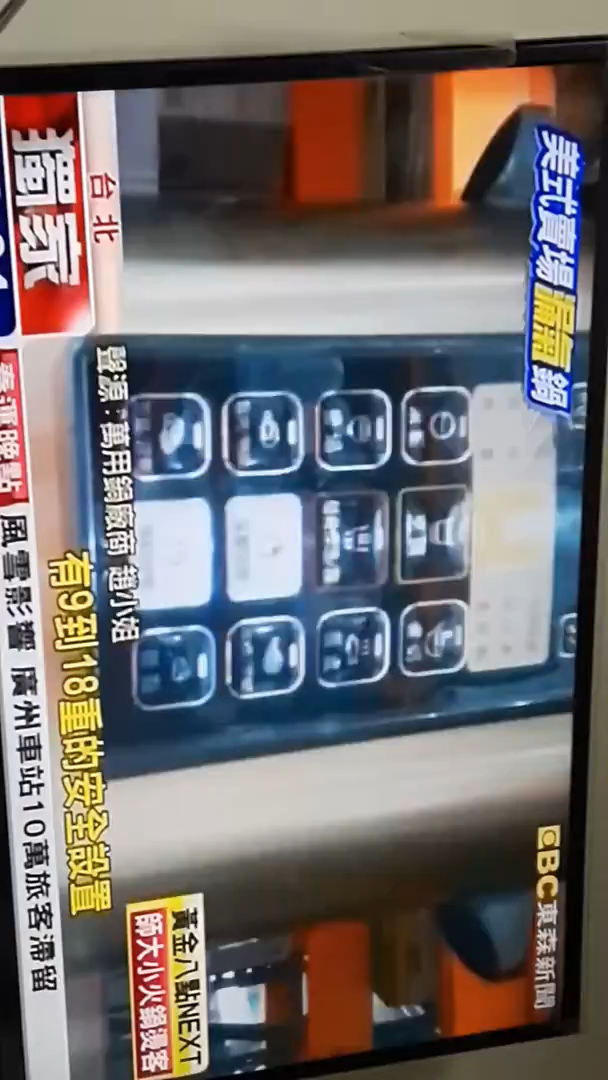 美式賣場 鍋
EBC東森新聞
台北
獨家
聲源:萬用鍋廠商 趙小姐
有9到18重的安全設置
黃金八點NEXT
師大小火鍋燙客
風雪影響 廣州車站10萬旅客滯留